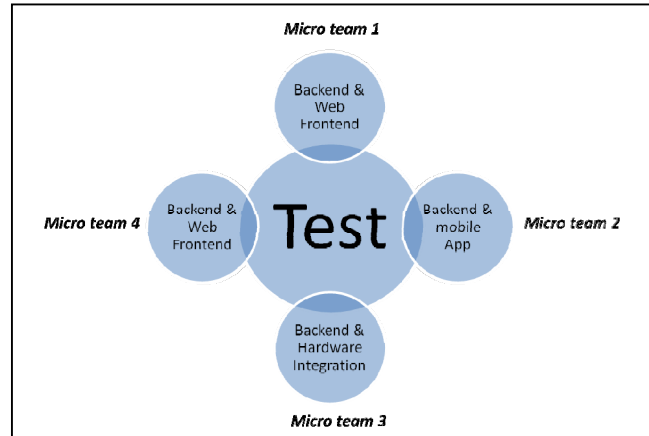 Micro team 1
Backend &
Web
Frontend
Micro team 4
Backend &
Web
Frontend
Test
Backend &
mobile
App
Micro team 2
Backend &
Hardware
Integration
Micro team 3